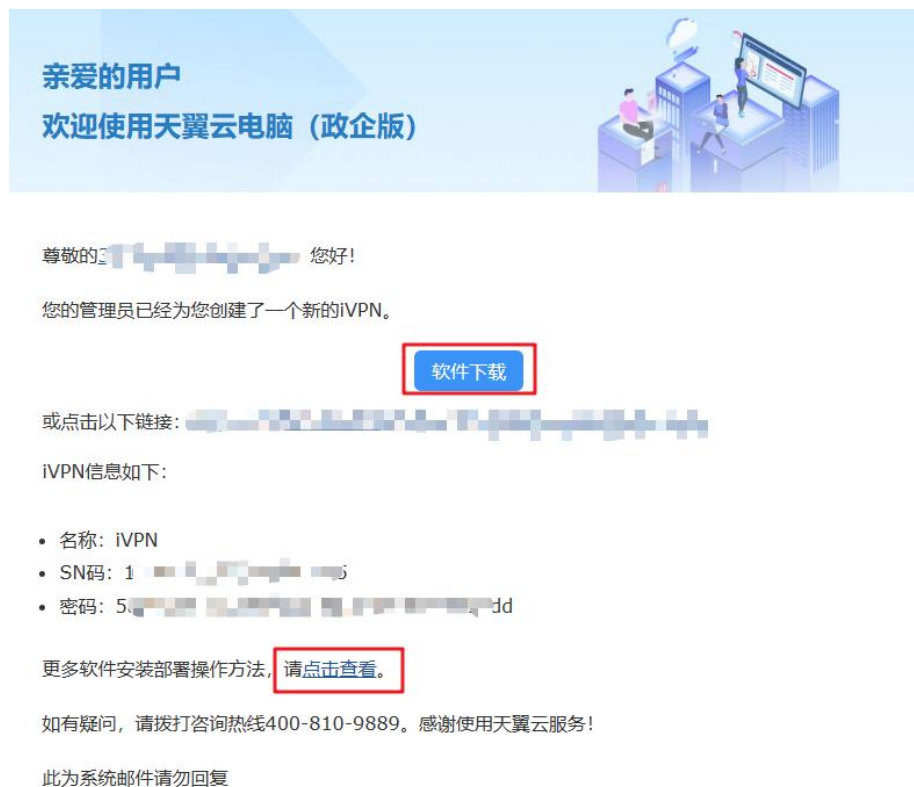 亲爱的用户
欢迎使用天翼云电脑（政企版）
尊敬的 您好！
您的管理员已经为您创建了一个新的iVPN。
软件下载
或点击以下链接：
iVPN信息如下：
• 名称：iVPN
• SN码：1
• 密码：5 dd
更多软件安装部署操作方法，请点击查看。
如有疑问，请拨打咨询热线400-810-9889。感谢使用天翼云服务！
此为系统邮件请勿回复